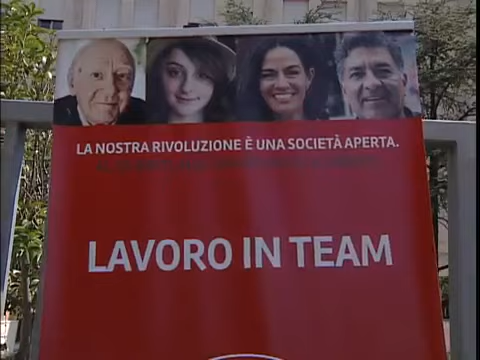 LA NOSTRA RIVOLUZIONE È UNA SOCIETÀ APERTA.
LAVORO IN TEAM